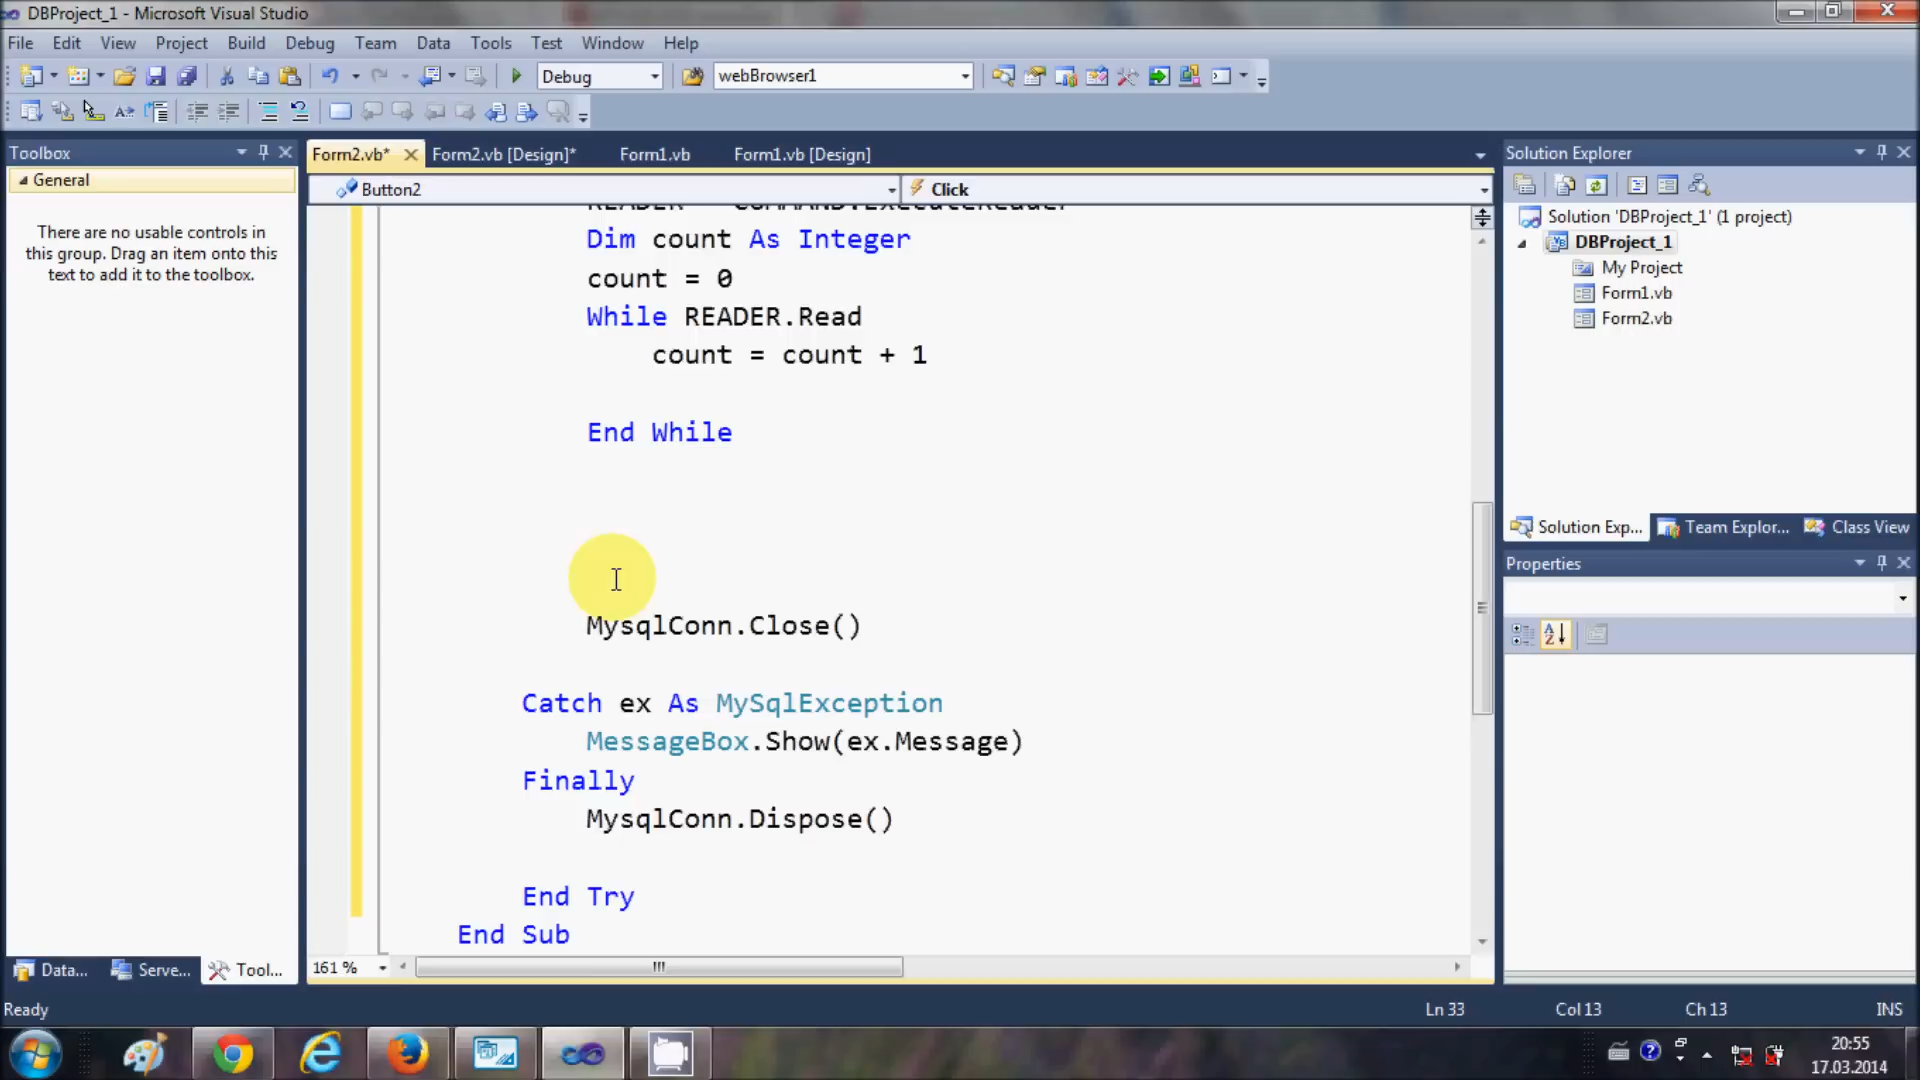 DBProject_1 - Microsoft Visual Studio
File Edit View Project Build Debug Team Data Tools Test Window Help
Debug webBrowser1
Toolbox
General
There are no usable controls in
this group. Drag an item onto this
text to add it to the toolbox.
Data... Serve... Tool...
Form2.vb* Form2.vb [Design]* Form1.vb Form1.vb [Design]
Button2 Click
READER = COMMAND.ExecuteReader
Dim count As Integer
count = 0
While READER.Read
count = count + 1
End While
MysqlConn.Close()
Catch ex As MySqlException
MessageBox.Show(ex.Message)
Finally
MysqlConn.Dispose()
End Try
End Sub
161 %
Solution Explorer
Solution 'DBProject_1' (1 project)
DBProject_1
My Project
Form1.vb
Form2.vb
Solution Exp... Team Explor... Class View
Properties
Ready Ln 33 Col 13 Ch 13 INS
20:55
17.03.2014